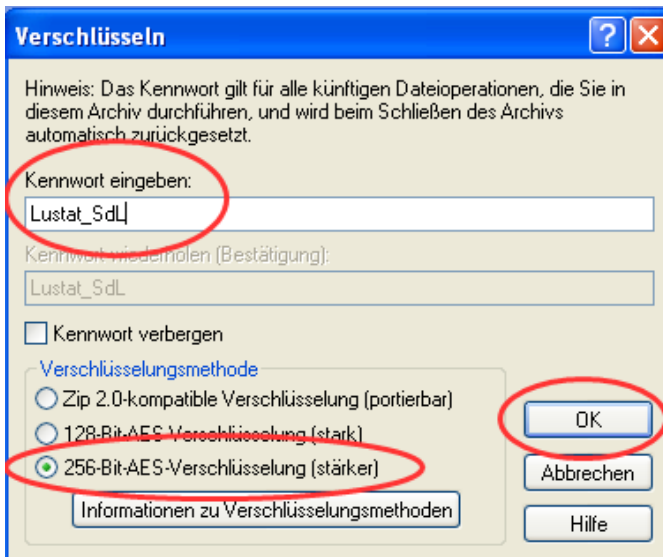 Verschlüsseln
Hinweis: Das Kennwort gilt für alle künftigen Dateioperationen, die Sie in
diesem Archiv durchführen, und wird beim Schließen des Archivs
automatisch zurückgesetzt.
Kennwort eingeben:
Lustat_SdL
Kennwort wiederholen (Bestätigung):
Lustat_SdL
Kennwort verbergen
Verschlüsselungsmethode
Zip 2.0-kompatible Verschlüsselung (portierbar)
128-Bit-AES-Verschlüsselung (stark)
256-Bit-AES-Verschlüsselung (stärker)
Informationen zu Verschlüsselungsmethoden
OK
Abbrechen
Hilfe